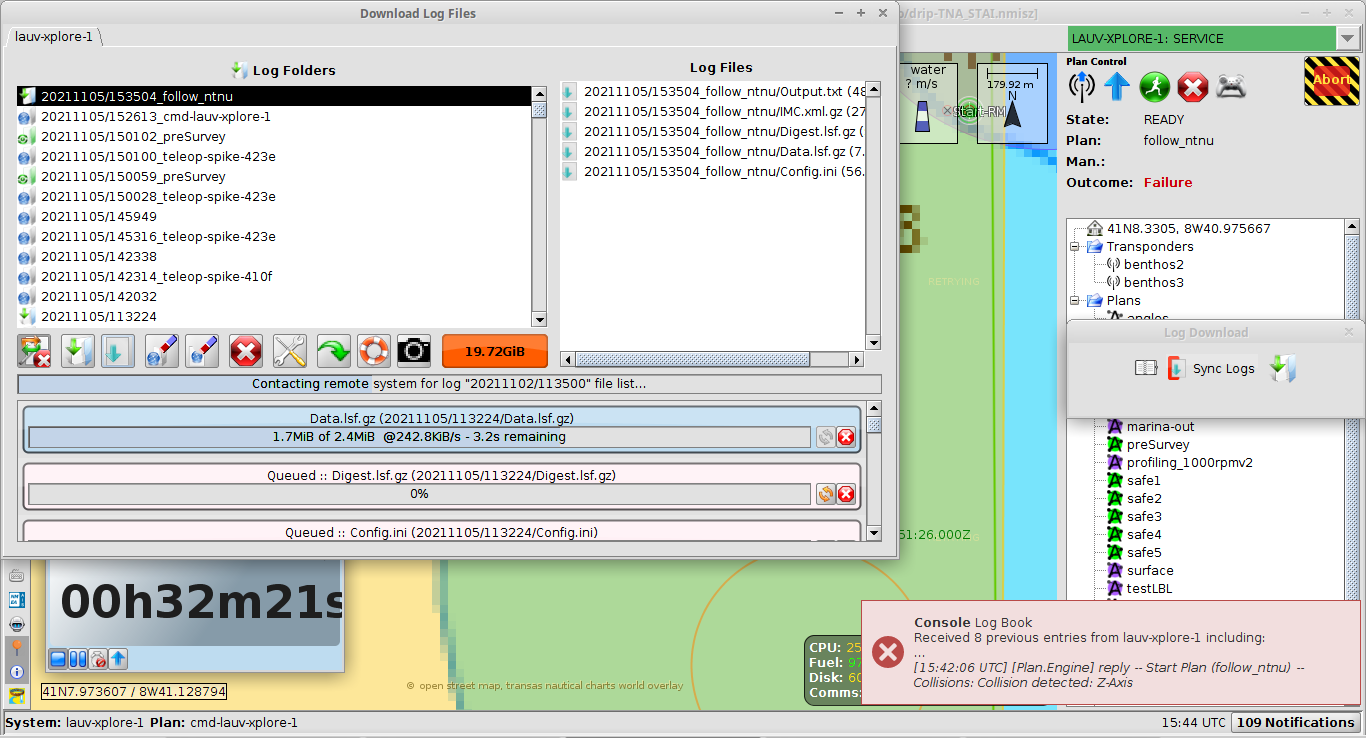 Download Log Files
o/drip-TNA_STAI.nmisz]
lauv-xplore-1
Log Folders
20211105/153504_follow_ntnu
20211105/152613_cmd-lauv-xplore-1
20211105/150102_preSurvey
20211105/150100_teleop-spike-423e
20211105/150059_preSurvey
20211105/150028_teleop-spike-423e
20211105/145949
20211105/145316_teleop-spike-423e
20211105/142338
20211105/142314_teleop-spike-410f
20211105/142032
20211105/113224
Log Files
20211105/153504_follow_ntnu/Output.txt (48
20211105/153504_follow_ntnu/IMC.xml.gz (27
20211105/153504_follow_ntnu/Digest.lsf.gz (
20211105/153504_follow_ntnu/Data.lsf.gz (7.
20211105/153504_follow_ntnu/Config.ini (56.
19.72GiB
Contacting remote system for log "20211102/113500" file list...
Data.lsf.gz (20211105/113224/Data.lsf.gz)
1.7MiB of 2.4MiB @242.8KiB/s - 3.2s remaining
Queued :: Digest.lsf.gz (20211105/113224/Digest.lsf.gz)
0%
Queued :: Config.ini (20211105/113224/Config.ini)
water
? m/s
179.92 m
N
Start-RM
RETRYING
51:26.000Z
LAUV-XPLORE-1: SERVICE
Plan Control
Abort
State: READY
Plan: follow_ntnu
Man.:
Outcome: Failure
41N8.3305, 8W40.975667
Transponders
benthos2
benthos3
Plans
angles
Log Download
Sync Logs
marina-out
preSurvey
profiling_1000rpmv2
safe1
safe2
safe3
safe4
safe5
surface
testLBL
00h32m21s
41N7.973607 / 8W41.128794
© open street map, transas nautical charts world overlay
CPU: 25
Fuel: 97
Disk: 60
Comms:
Console Log Book
Received 8 previous entries from lauv-xplore-1 including:
...
[15:42:06 UTC] [Plan.Engine] reply -- Start Plan (follow_ntnu) --
Collisions: Collision detected: Z-Axis
System: lauv-xplore-1 Plan: cmd-lauv-xplore-1
15:44 UTC
109 Notifications